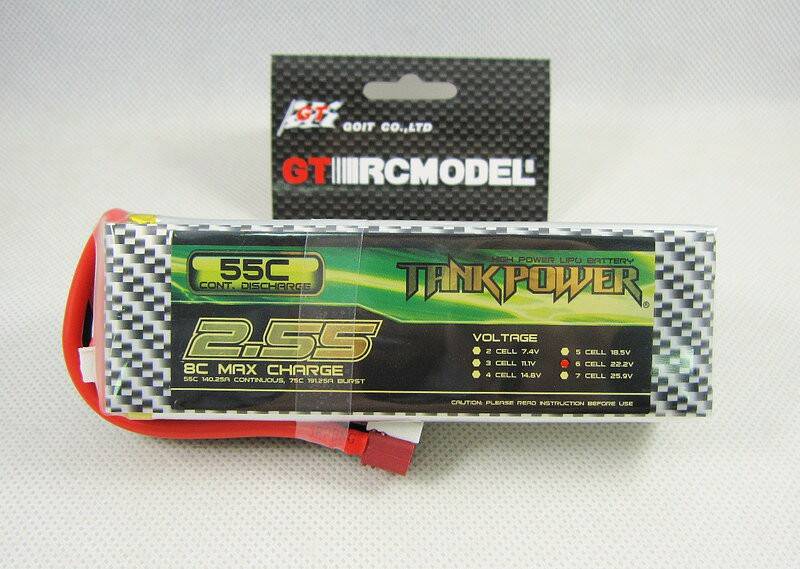 GT
GOIT CO.,LTD
GT RCMODEL
55C
CONT. DISCHARGE
HIGH POWER LIPO BATTERY
TANKPOWER®
2.55
8C MAX CHARGE
55C 140.25A CONTINUOUS, 75C 191.25A BURST
VOLTAGE
2 CELL 7.4V
3 CELL 11.1V
4 CELL 14.8V
5 CELL 18.5V
6 CELL 22.2V
7 CELL 25.9V
CAUTION: PLEASE READ INSTRUCTION BEFORE USE